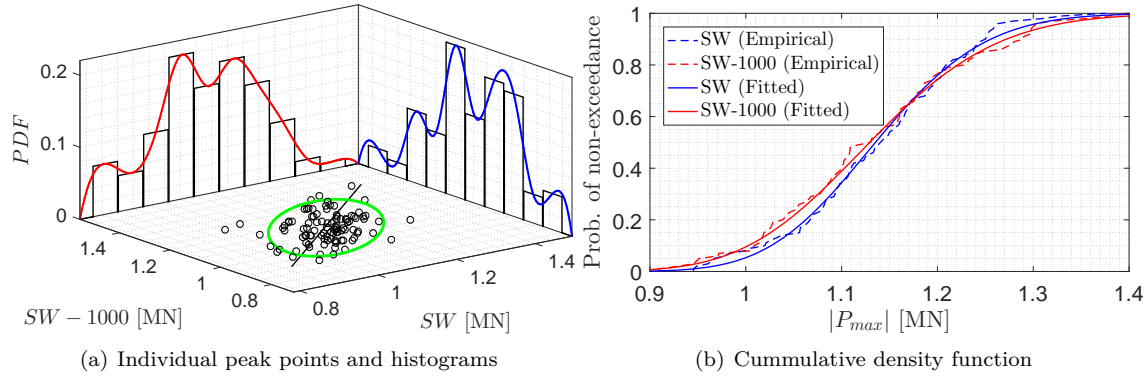 0.2
0.1
0
PDF
1.4
1.2
1
0.8
SW − 1000 [MN]
0.8
1
1.2
1.4
SW [MN]
(a) Individual peak points and histograms
1
0.8
0.6
0.4
0.2
0
Prob. of non-exceedance
SW (Empirical)
SW-1000 (Empirical)
SW (Fitted)
SW-1000 (Fitted)
0.9
1
1.1
1.2
1.3
1.4
|Pmax| [MN]
(b) Cummulative density function